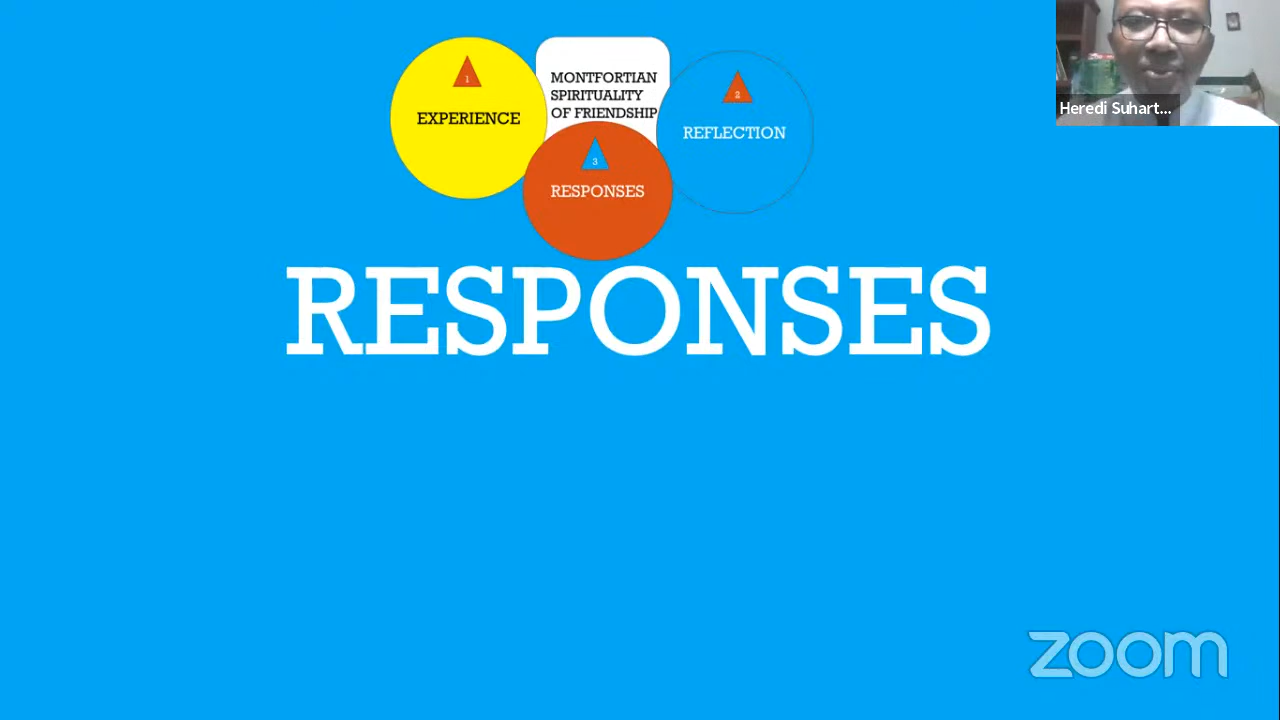 1
EXPERIENCE
MONTFORTIAN
SPIRITUALITY
OF FRIENDSHIP
2
REFLECTION
3
RESPONSES
RESPONSES
Heredi Suhart...
zoom